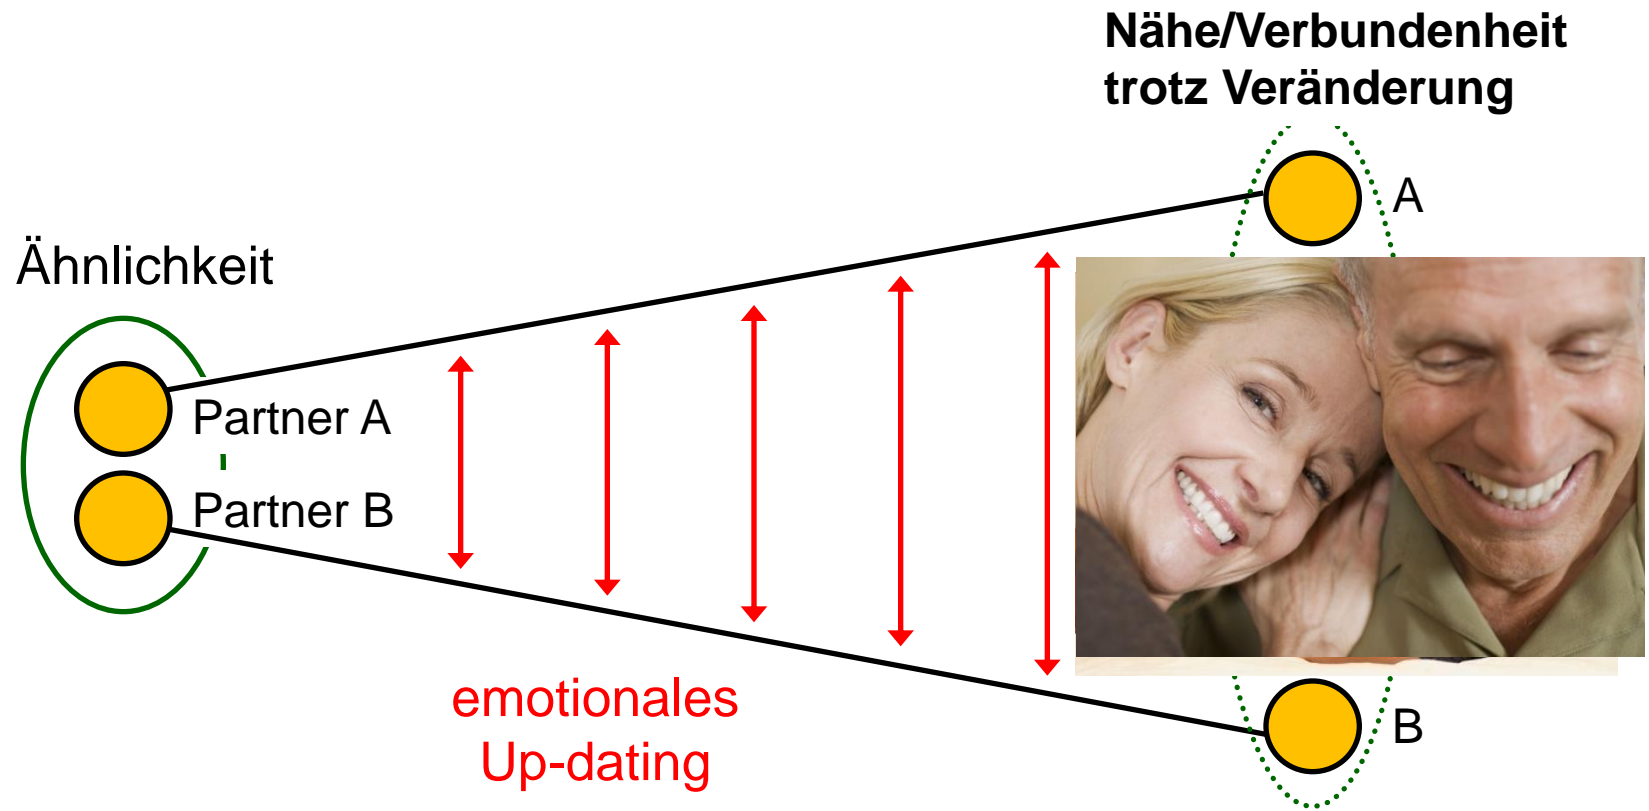 Nähe/Verbundenheit
trotz Veränderung
A
Ähnlichkeit
Partner A
Partner B
emotionales
Up-dating
B